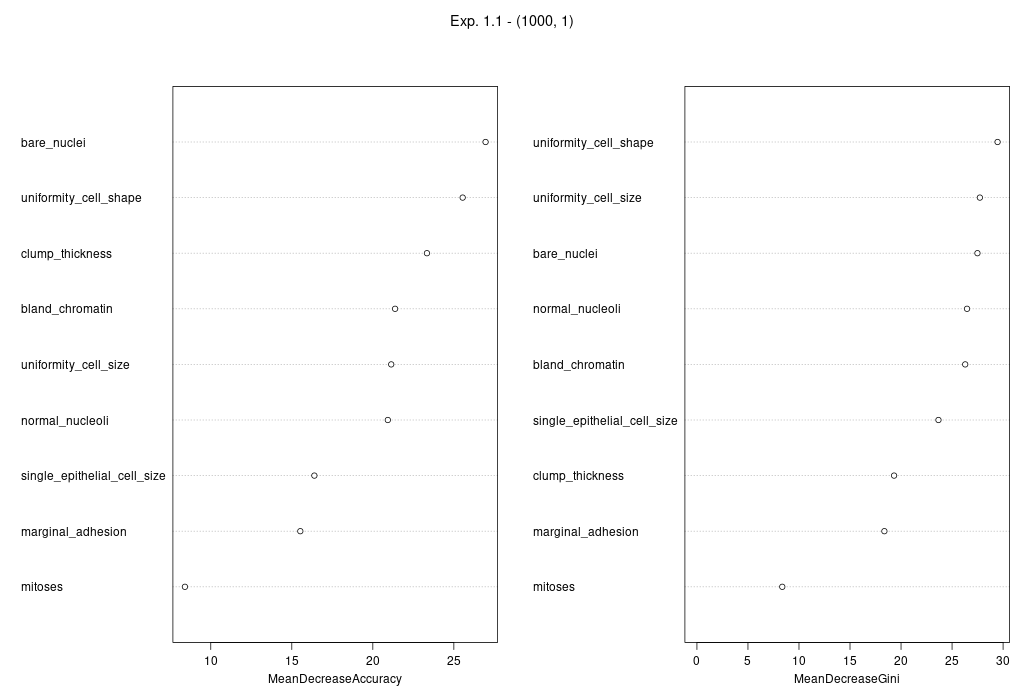 Exp. 1.1 - (1000, 1)
bare_nuclei
uniformity_cell_shape
clump_thickness
bland_chromatin
uniformity_cell_size
normal_nucleoli
single_epithelial_cell_size
marginal_adhesion
mitoses
10 15 20 25
MeanDecreaseAccuracy
uniformity_cell_shape
uniformity_cell_size
bare_nuclei
normal_nucleoli
bland_chromatin
single_epithelial_cell_size
clump_thickness
marginal_adhesion
mitoses
0 5 10 15 20 25 30
MeanDecreaseGini